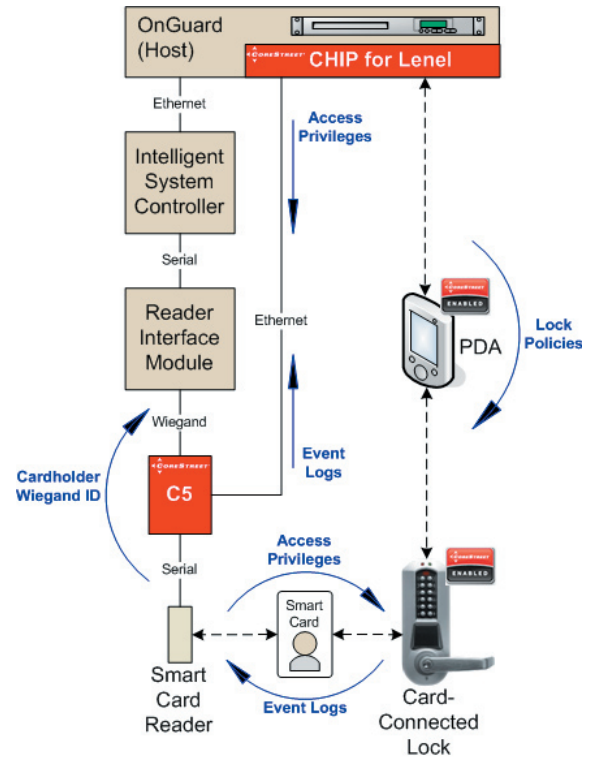 OnGuard
(Host)
CORESTREET
CHIP for Lenel
Ethernet
Access
Privileges
Intelligent
System
Controller
Serial
Reader
Interface
Module
Ethernet
CORESTREET
ENABLED
PDA
Lock
Policies
Wiegand
Event
Logs
Cardholder
Wiegand ID
CORESTREET
C5
Access
Privileges
CORESTREET
ENABLED
Serial
Smart
Card
Smart
Card
Reader
Event Logs
Card-
Connected
Lock